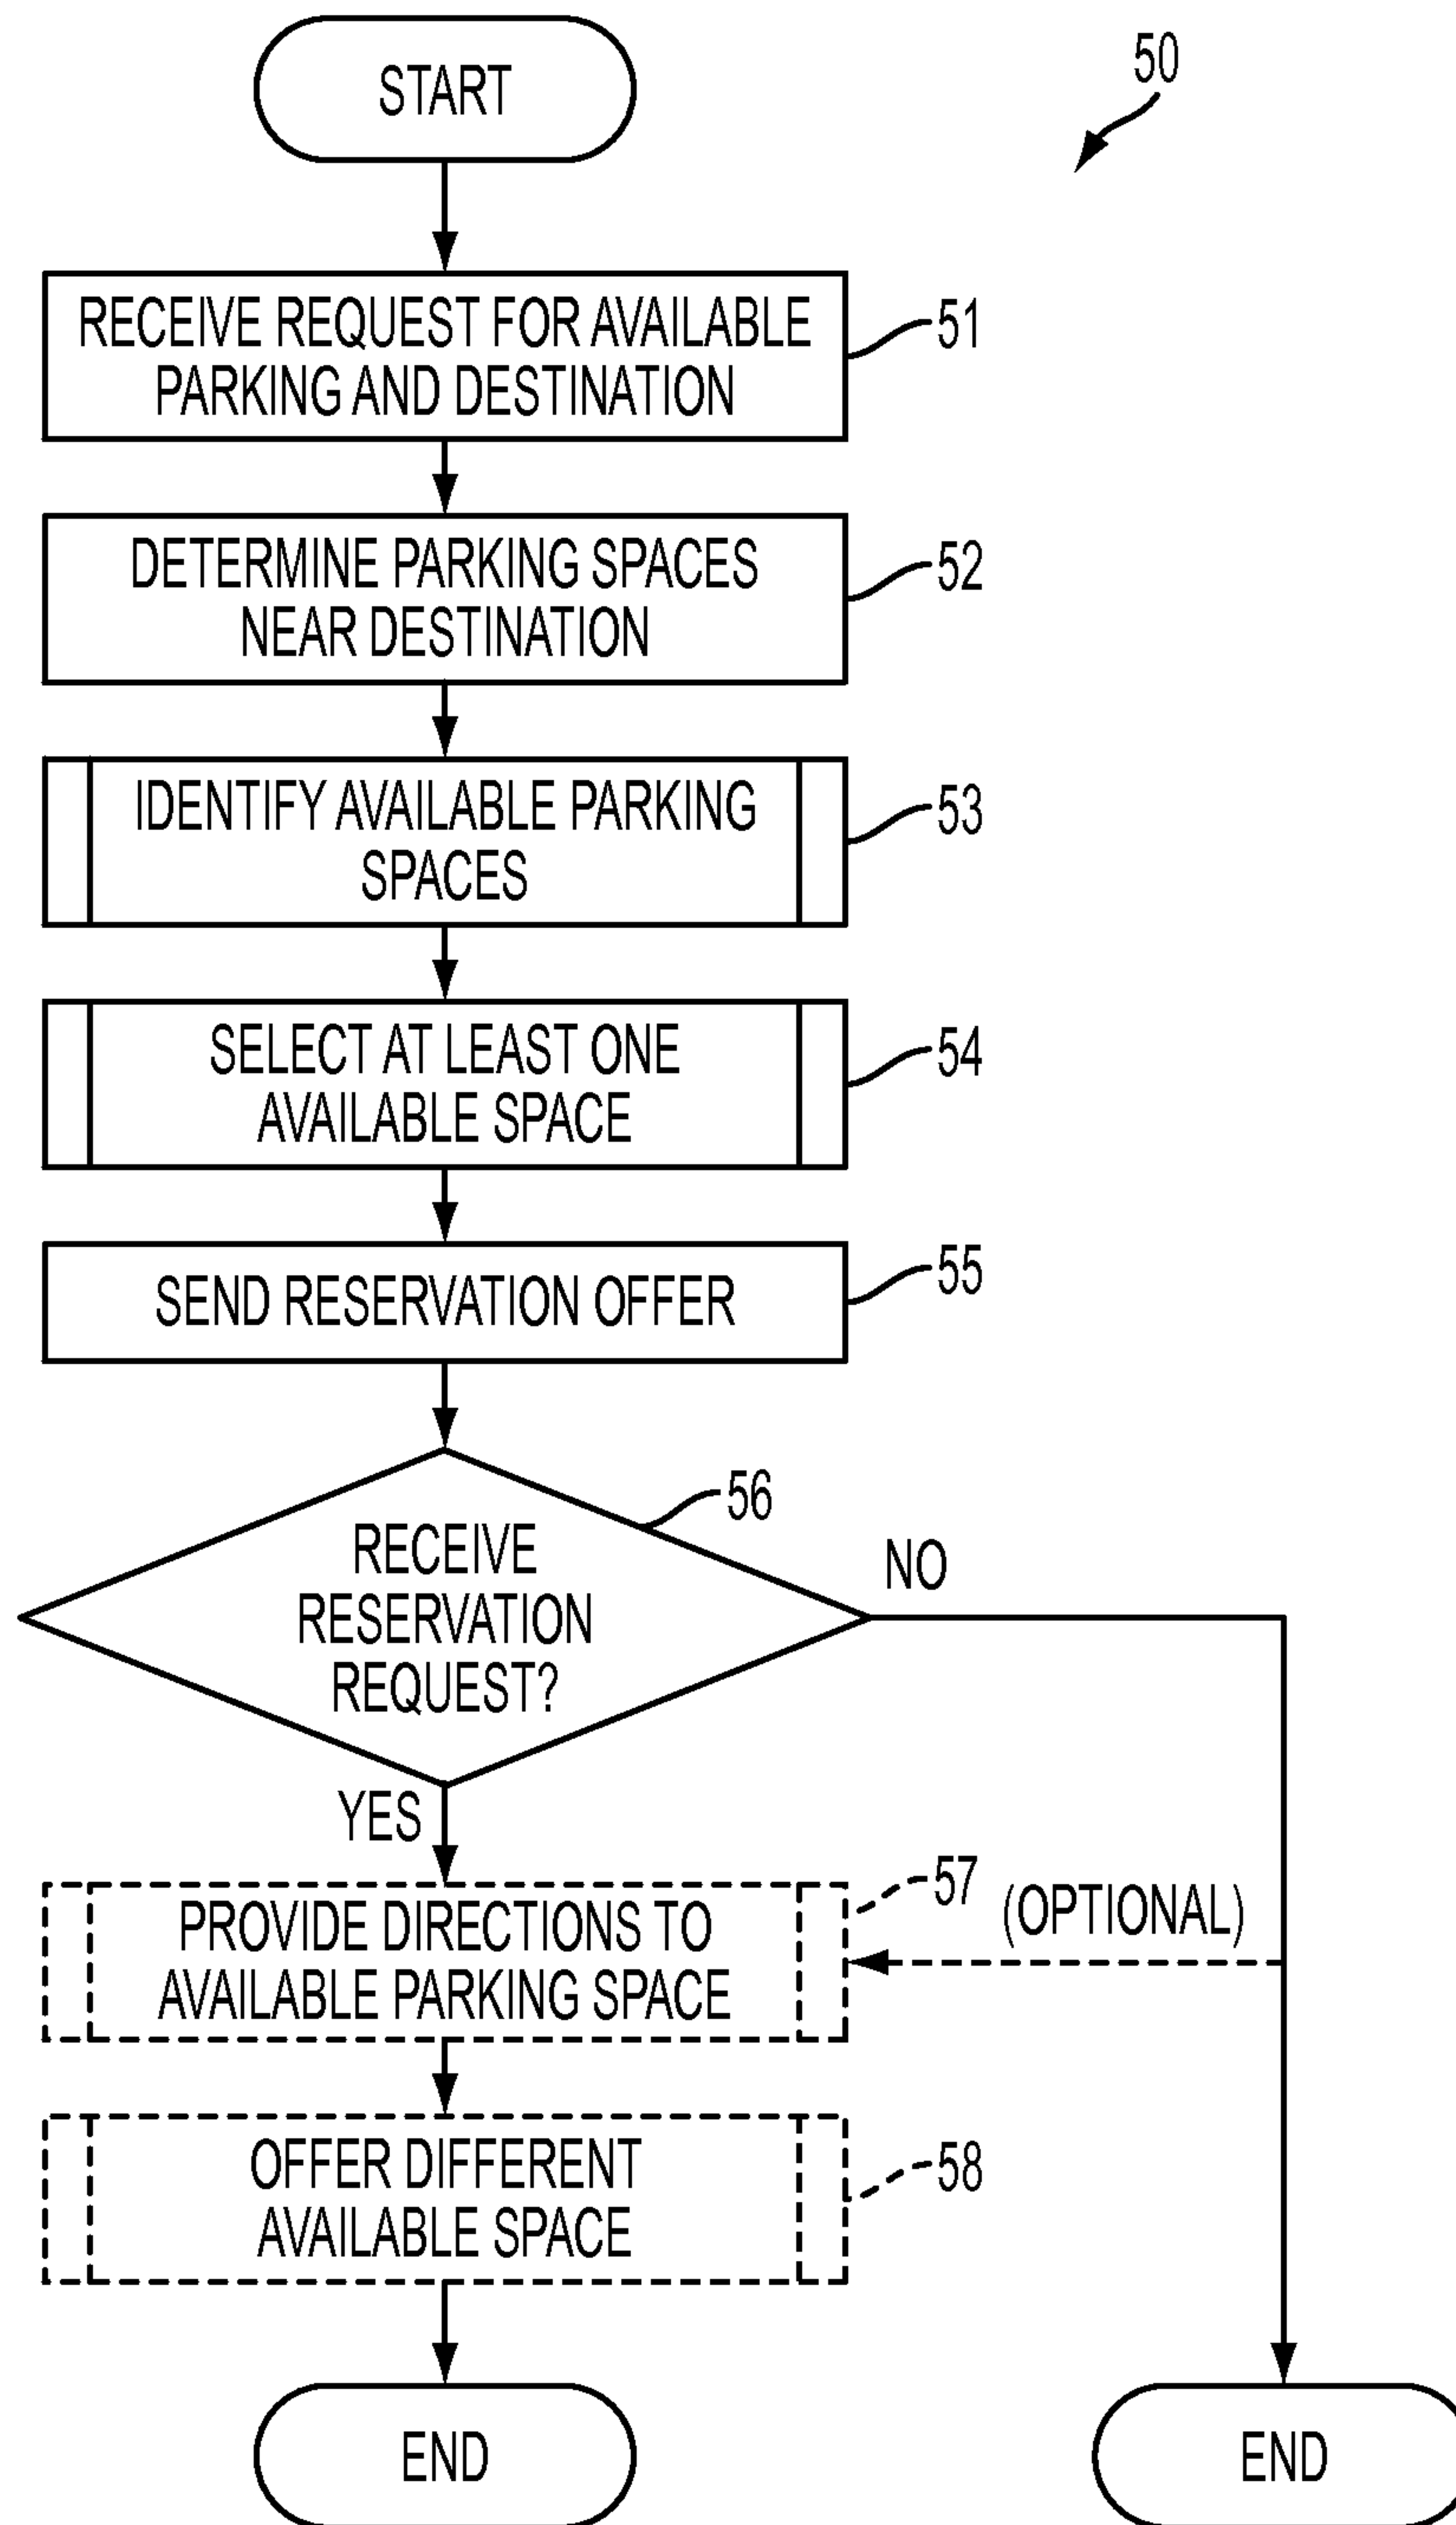 START
50
RECEIVE REQUEST FOR AVAILABLE
PARKING AND DESTINATION
51
DETERMINE PARKING SPACES
NEAR DESTINATION
52
IDENTIFY AVAILABLE PARKING
SPACES
53
SELECT AT LEAST ONE
AVAILABLE SPACE
54
SEND RESERVATION OFFER
55
RECEIVE
RESERVATION
REQUEST?
56
NO
YES
PROVIDE DIRECTIONS TO
AVAILABLE PARKING SPACE
57
(OPTIONAL)
OFFER DIFFERENT
AVAILABLE SPACE
58
END
END